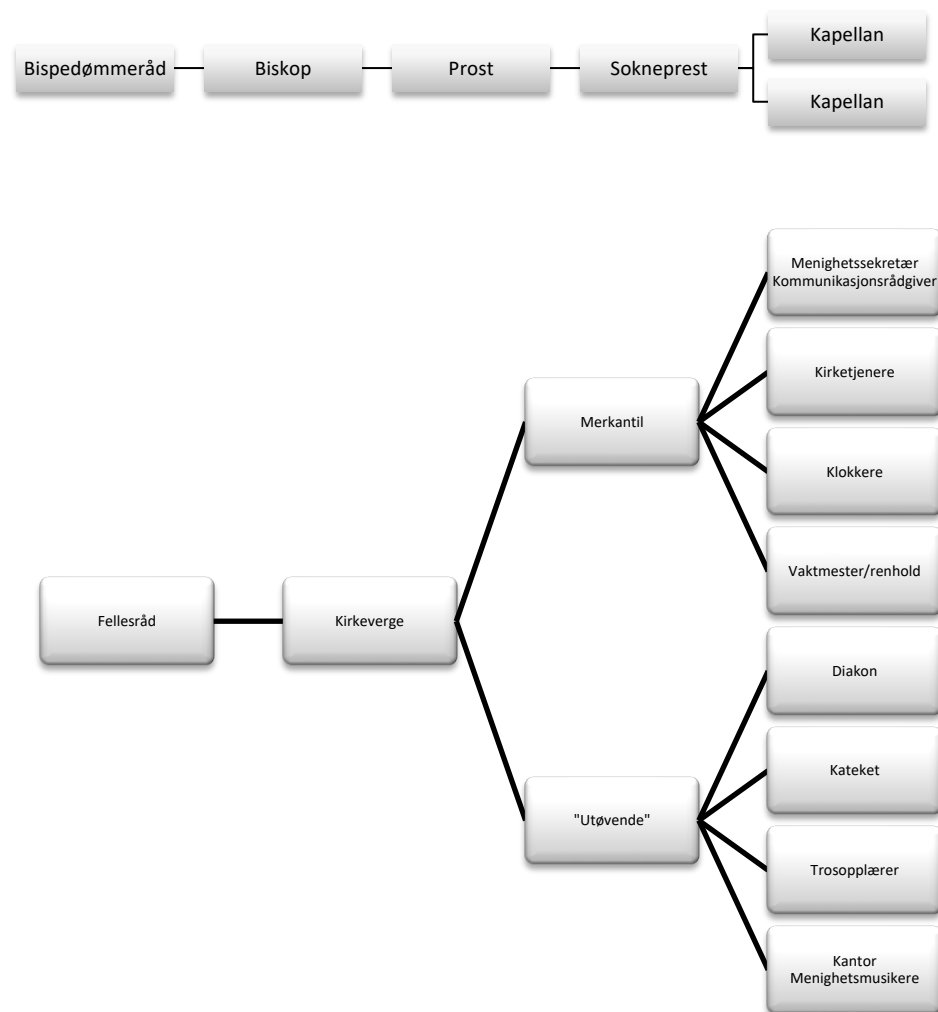 Bispedømmeråd
Biskop
Prost
Sokneprest
Kapellan
Kapellan
Fellesråd
Kirkeverge
Merkantil
Menighetssekretær
Kommunikasjonsrådgiver
Kirketjenere
Klokkere
Vaktmester/renhold
"Utøvende"
Diakon
Kateket
Trosopplærer
Kantor
Menighetsmusikere